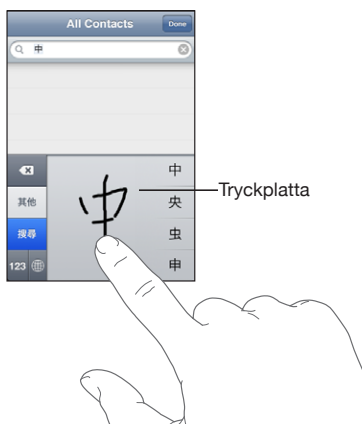 All Contacts Done
中
中
Tryckplatta
央
其他
虫
搜尋
申
123